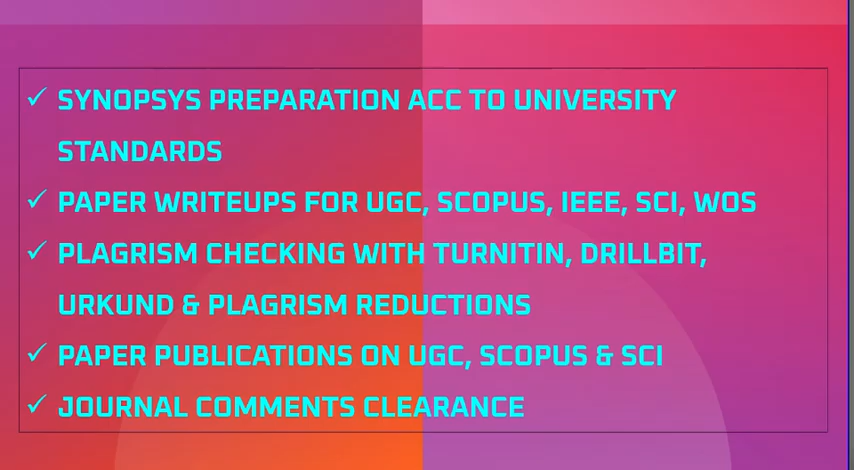 ✓ SYNOPSYS PREPARATION ACC TO UNIVERSITY
STANDARDS
✓ PAPER WRITEUPS FOR UGC, SCOPUS, IEEE, SCI, WOS
✓ PLAGRISM CHECKING WITH TURNITIN, DRILLBIT,
URKUND & PLAGRISM REDUCTIONS
✓ PAPER PUBLICATIONS ON UGC, SCOPUS & SCI
✓ JOURNAL COMMENTS CLEARANCE